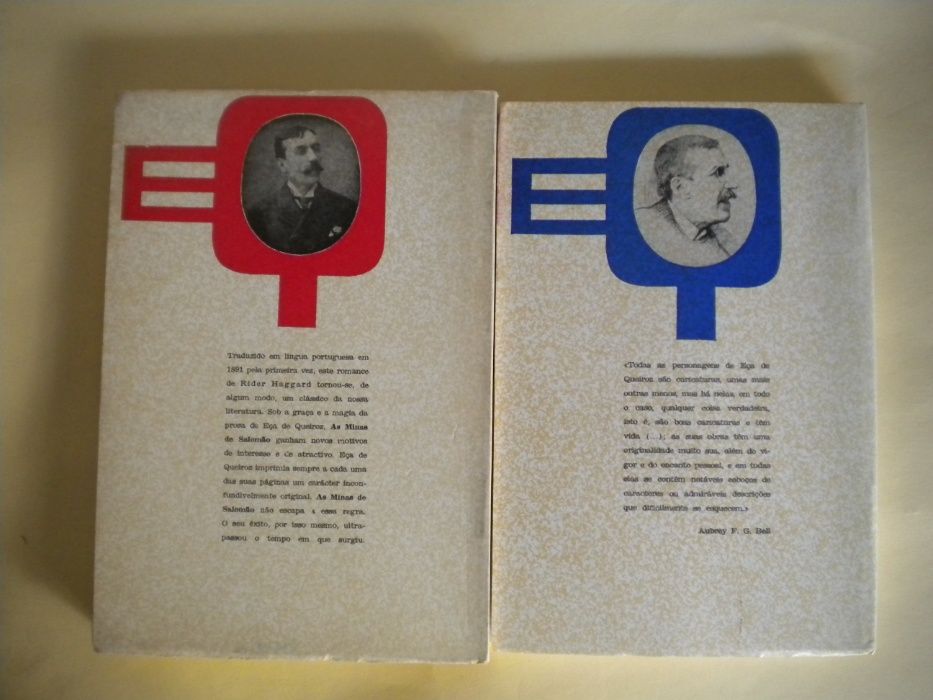 EQ
Traduzido em língua portuguesa em
1891 pela primeira vez, este romance
de Rider Haggard tornou-se, de
algum modo, um clássico da nossa
literatura. Sob a graça e a magia da
prosa de Eça de Queiroz, As Minas
de Salomão ganham novos motivos
de interesse e de atractivo. Eça de
Queiroz imprimia sempre a cada uma
das suas páginas um carácter incon-
fundivelmente original. As Minas de
Salomão não escapa a essa regra.
O seu êxito, por isso mesmo, ultra-
passou o tempo em que surgiu.
EQ
«Todas as personagens de Eça de
Queiroz são caricaturas, umas mais
outras menos, mas há nelas, em todo
o caso, qualquer coisa verdadeira,
isto é, são boas caricaturas e têm
vida (...); as suas obras têm uma
originalidade muito sua, além do vi-
gor e do encanto pessoal, e em todas
elas se contêm notáveis esboços de
caracteres ou admiráveis descrições
que dificilmente se esquecem.»
Aubrey F. G. Bell